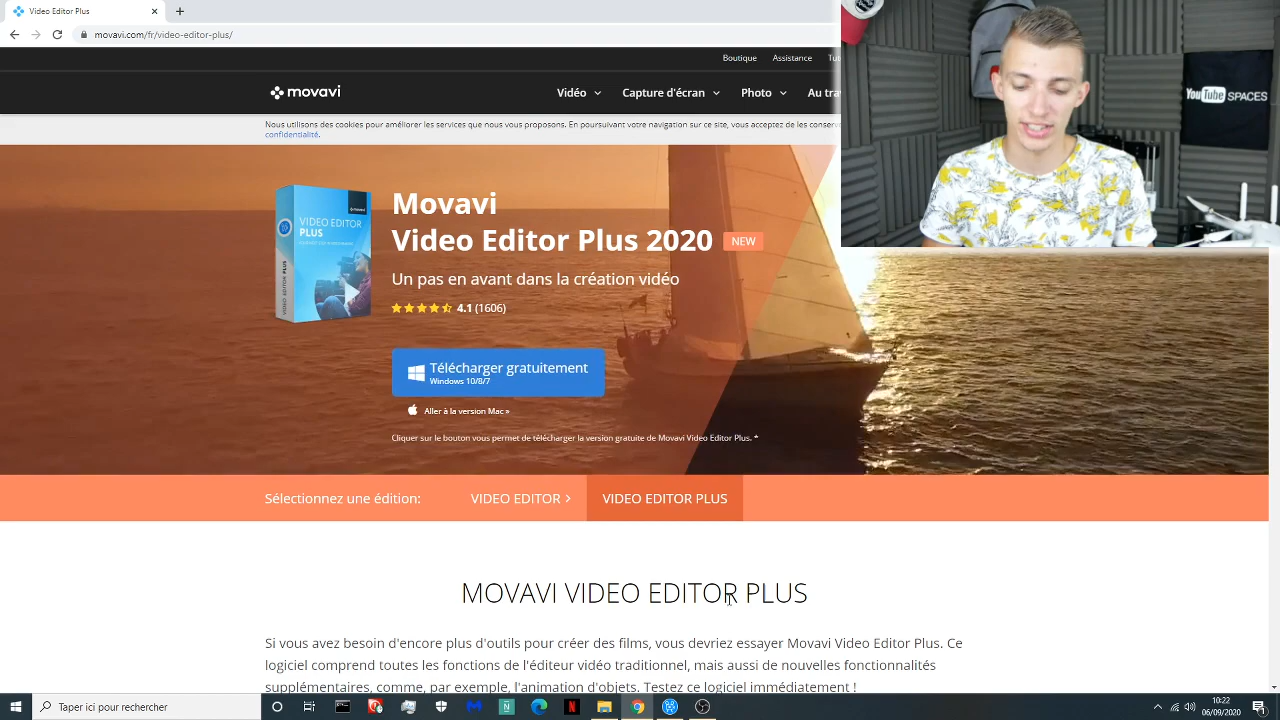 Video Editor Plus
movavi.com/fr/video-editor-plus/
Boutique Assistance
movavi
Vidéo Capture d'écran Photo
Nous utilisons des cookies pour améliorer les services que nous vous proposons. En poursuivant votre navigation sur ce site, vous acceptez de les
confidentialité.
YouTube SPACES
VIDEO EDITOR
PLUS
VIDEO EDITOR PLUS
Movavi
Video Editor Plus 2020 NEW
Un pas en avant dans la création vidéo
4.1 (1606)
Télécharger gratuitement
Windows 10/8/7
Aller à la version Mac »
Cliquer sur le bouton vous permet de télécharger la version gratuite de Movavi Video Editor Plus. *
Sélectionnez une édition: VIDEO EDITOR > VIDEO EDITOR PLUS
MOVAVI VIDEO EDITOR PLUS
Si vous avez besoin d'encore plus d'outils pour créer des films, vous devriez essayer Movavi Video Editor Plus. Ce
logiciel comprend toutes les fonctions de l'éditeur vidéo traditionnel, mais aussi de nouvelles fonctionnalités
supplémentaires, comme, par exemple, l'animation d'objets. Testez ce logiciel immédiatement !
Taper ici pour rechercher
10:22
06/09/2020